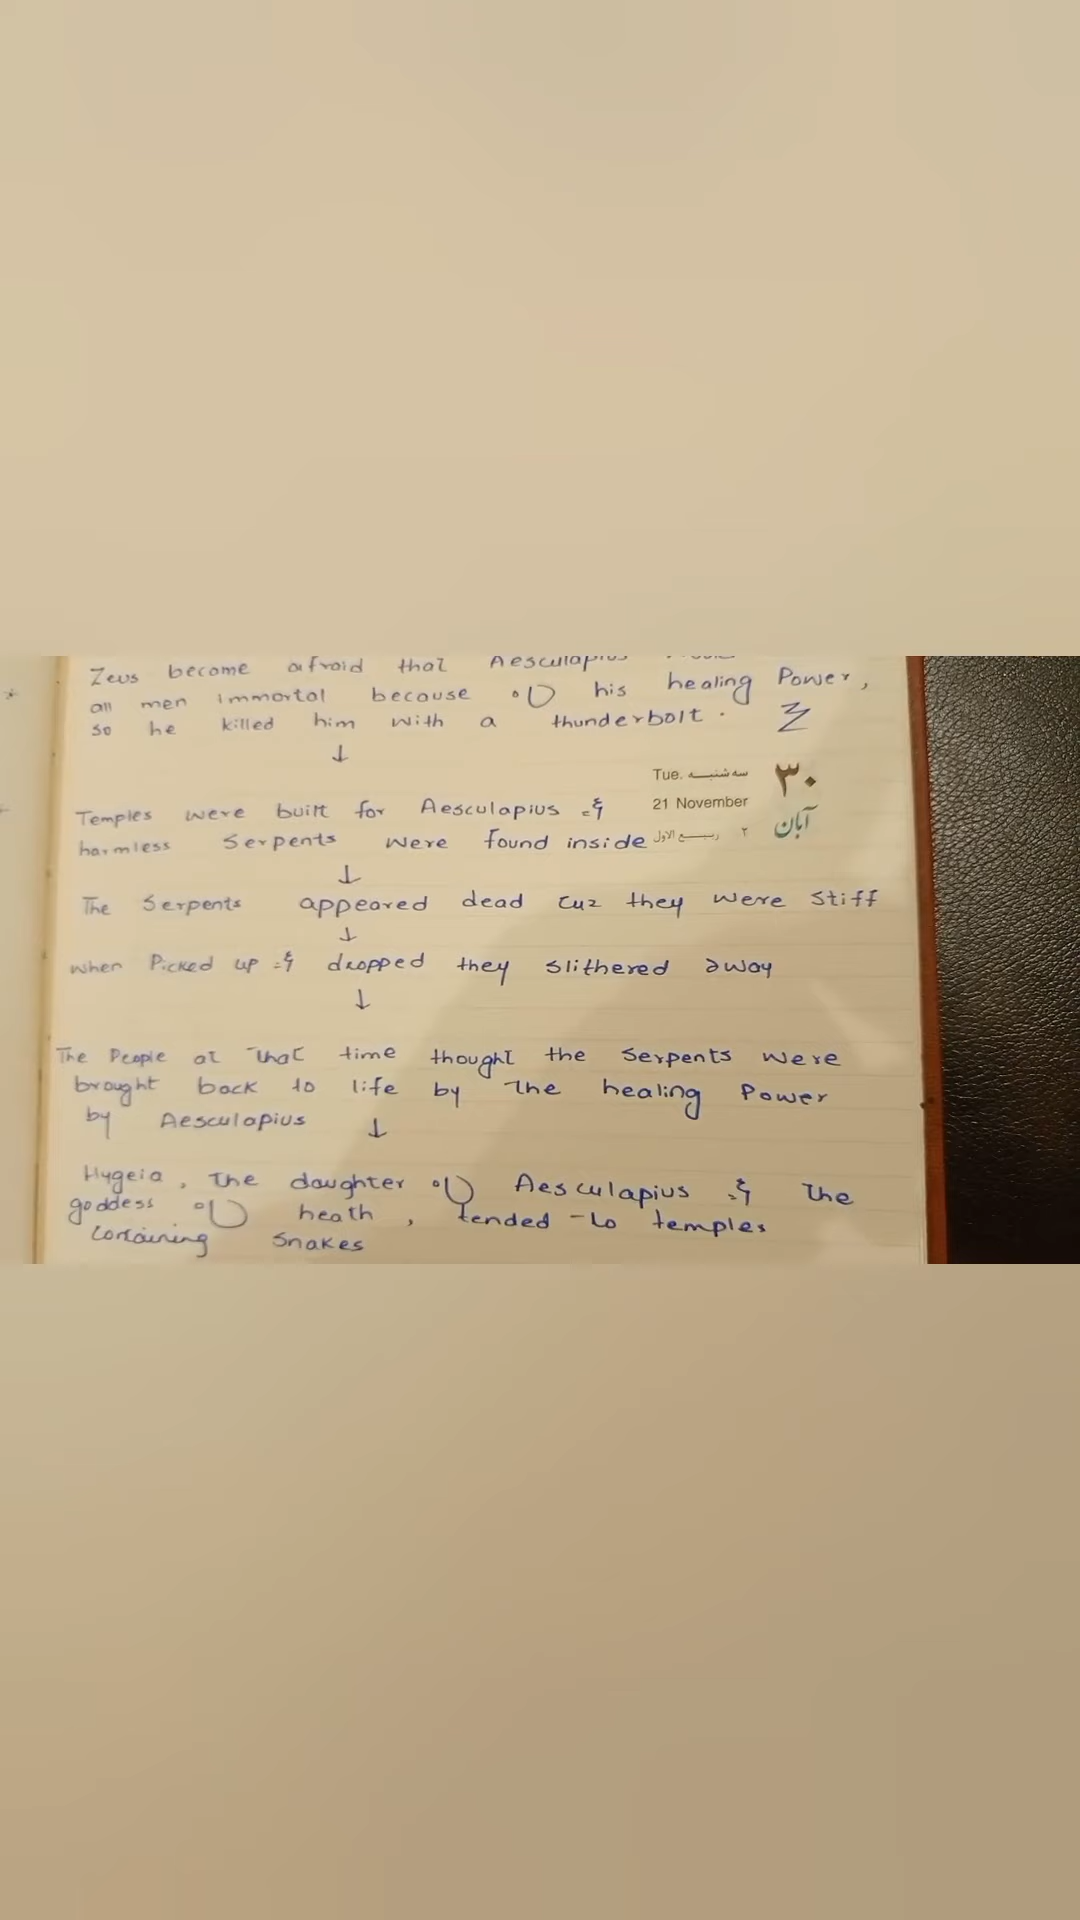 Zeus become afraid that Aesculapius
all men immortal because of his healing Power,
so he killed him with a thunderbolt.
↓
Tue. سه شنبه ۳۰
21 November آبان
۲ ربیع الاول
Temples were built for Aesculapius &
harmless Serpents were found inside
↓
The Serpents appeared dead cuz they were stiff
↓
when Picked up & dropped they slithered away
↓
The People at that time thought the serpents were
brought back to life by the healing Power
by Aesculapius ↓
Hygeia, the daughter of Aesculapius & the
goddess of heath, tended to temples
containing snakes